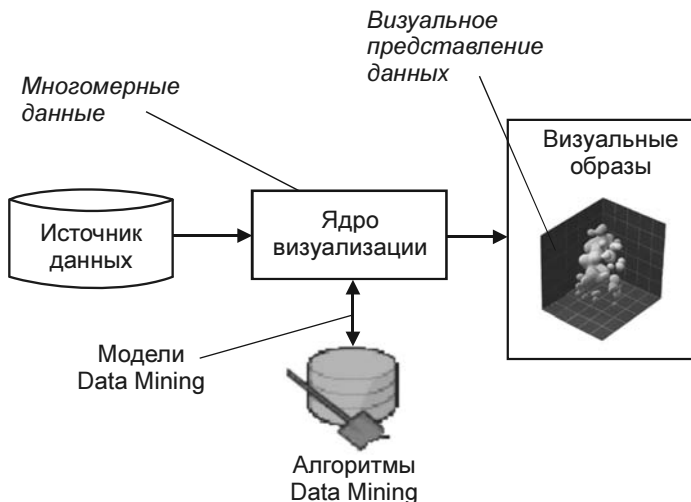 Визуальное
представление
данных
Многомерные
данные
Визуальные
образы
Источник
данных
Ядро
визуализации
Модели
Data Mining
Алгоритмы
Data Mining